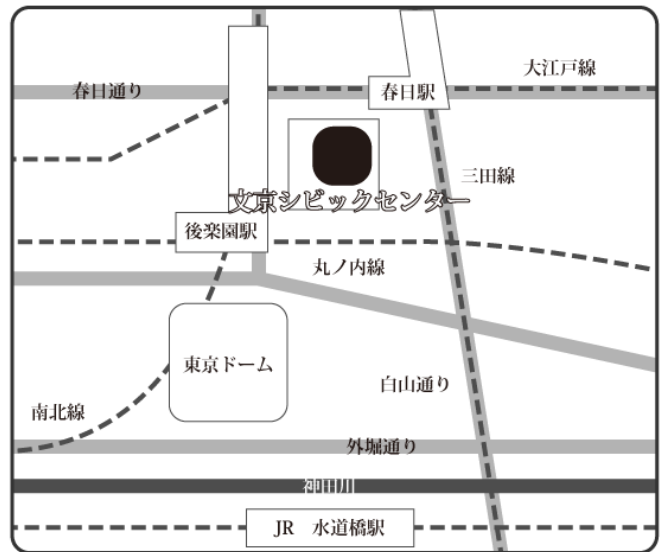 大江戸線
春日通り
春日駅
三田線
文京シビックセンター
後楽園駅
丸ノ内線
東京ドーム
白山通り
南北線
外堀通り
神田川
JR　水道橋駅